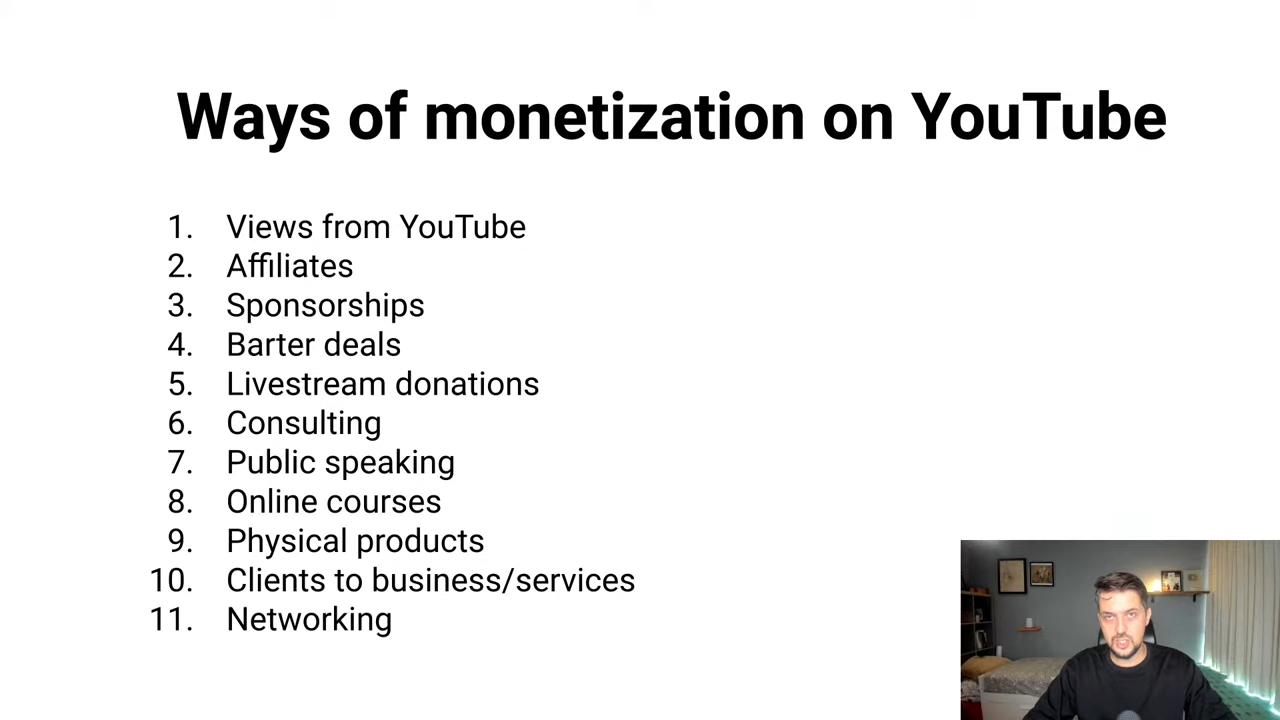 Ways of monetization on YouTube
1. Views from YouTube
2. Affiliates
3. Sponsorships
4. Barter deals
5. Livestream donations
6. Consulting
7. Public speaking
8. Online courses
9. Physical products
10. Clients to business/services
11. Networking